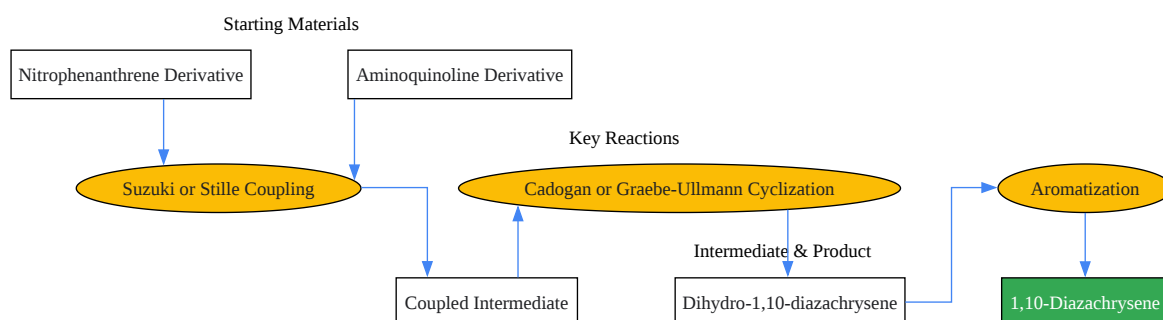 Starting Materials
Nitrophenanthrene Derivative
Aminoquinoline Derivative
Key Reactions
Suzuki or Stille Coupling
Cadogan or Graebe-Ullmann Cyclization
Aromatization
Intermediate & Product
Coupled Intermediate
Dihydro-1,10-diazachrysene
1,10-Diazachrysene